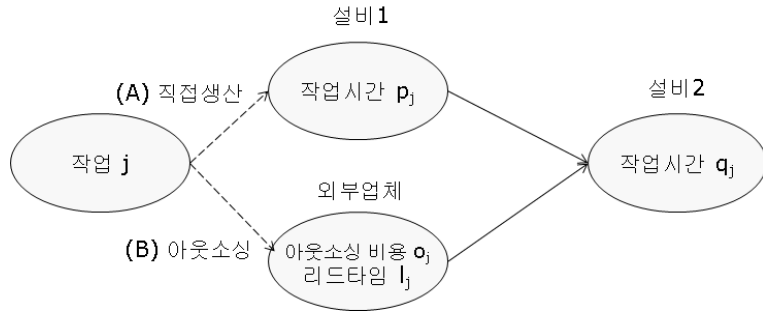 설비1
(A) 직접생산
작업시간 pj
설비2
작업 j
작업시간 qj
외부업체
(B) 아웃소싱
아웃소싱 비용 oj
리드타임 lj